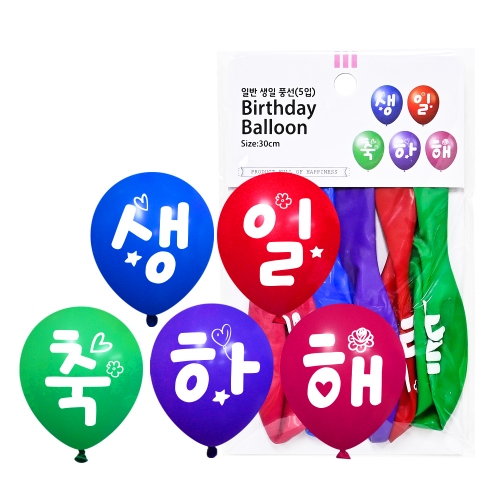 일반 생일 풍선(5입)
Birthday
Balloon
Size:30cm
생 일
축 하 해
PRODUCT FULL OF HAPPINESS
생 일
축 하 해